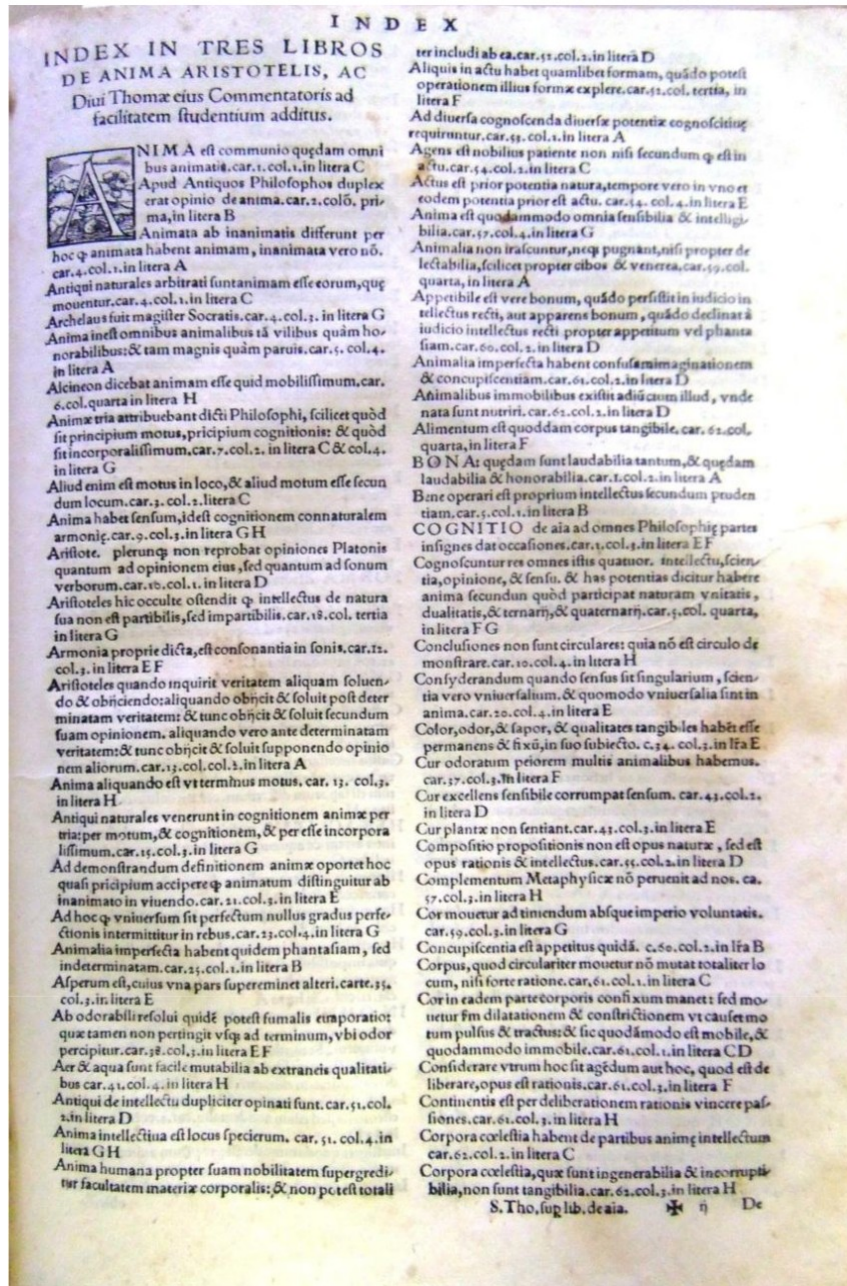 INDEX
INDEX IN TRES LIBROS
DE ANIMA ARISTOTELIS, AC
Diui Thomæ eius Commentatoris ad
facilitatem studentium additus.
ANIMA est communio quędam omni
bus animatis.car.1.col.1.in litera C
Apud Antiquos Philosophos duplex
erat opinio de anima.car.2.colõ. pri-
ma,in litera B
Animata ab inanimatis differunt per
hoc ꝙ animata habent animam, inanimata vero nõ.
car.4.col.1.in litera A
Antiqui naturales arbitrati suntanimam esse eorum,quę
mouentur.car.4.col.1.in litera C
Archelaus fuit magister Socratis.car.4.col.3. in litera G
Anima inest omnibus animalibus tã vilibus quàm ho-
norabilibus:& tam magnis quàm paruis.car.5. col.4.
in litera A
Alcineon dicebat animam esse quid mobilissimum.car.
6.col.quarta in litera H
Animæ tria attribuebant dicti Philosophi, scilicet quòd
sit principium motus,pricipium cognitionis: & quòd
sit incorporalissimum.car.7.col.2. in litera C & col.4.
in litera G
Aliud enim est motus in loco,& aliud motum esse secun
dum locum.car.3.col.2.litera C
Anima habet sensum,idest cognitionem connaturalem
armonię.car.9.col.3.in litera G H
Aristote. plerunq; non reprobat opiniones Platonis
quantum ad opinionem eius,sed quantum ad sonum
verborum.car.10.col.1. in litera D
Aristoteles hic occulte ostendit ꝙ intellectus de natura
sua non est partibilis,sed impartibilis.car.18.col. tertia
in litera G
Armonia proprie dicta,est consonantia in sonis.car.12.
col.3.in litera E F
Aristoteles quando inquirit veritatem aliquam soluen-
do & obijciendo:aliquando obijcit & soluit post deter
minatam veritatem: & tunc obijcit & soluit secundum
suam opinionem. aliquando vero ante determinatam
veritatem:& tunc obijcit & soluit supponendo opinio
nem aliorum.car.13.col.col.2.in litera A
Anima aliquando est vt terminus motus. car. 13. col.3.
in litera H
Antiqui naturales venerunt in cognitionem animæ per
tria:per motum,& cognitionem,& per esse incorpora
lissimum.car.15.col.3.in litera G
Ad demonstrandum definitionem animæ oportet hoc
quasi pricipium accipere ꝙ animatum distinguitur ab
inanimato in viuendo.car.21.col.3.in litera E
Ad hoc ꝙ vniuersum sit perfectum nullus gradus perfe-
ctionis intermittitur in rebus.car.23.col.4.in litera G
Animalia imperfecta habent quidem phantasiam, sed
indeterminatam.car.25.col.1.in litera B
Asperum est,cuius vna pars supereminet alteri.carte.35.
col.3.in litera E
Ab odorabili resolui quidẽ potest fumalis euaporatio:
quæ tamen non pertingit vsq; ad terminum,vbi odor
percipitur.car.38.col.3.in litera E F
Aer & aqua sunt facile mutabilia ab extraneis qualitati-
bus car.41.col.4.in litera H
Antiqui de intellectu dupliciter opinati sunt.car.51.col.
2.in litera D
Anima intellectiua est locus specierum. car. 51. col.4.in
litera G H
Anima humana propter suam nobilitatem supergredi-
tur facultatem materiæ corporalis:& non potest totali
ter includi ab ea.car.52.col.2.in litera D
Aliquis in actu habet quamlibet formam, quãdo potest
operationem illius formæ explere.car.52.col. tertia, in
litera F
Ad diuersa cognoscenda diuersæ potentiæ cognoscitiuę
requiruntur.car.53.col.1.in litera A
Agens est nobilius patiente non nisi secundum ꝙ est in
actu.car.54.col.2.in litera C
Actus est prior potentia natura,tempore vero in vno et
eodem potentia prior est actu. car.54.col.4.in litera E
Anima est quodammodo omnia sensibilia & intelligi-
bilia.car.57.col.4.in litera G
Animalia non irascuntur,neq; pugnant,nisi propter de
lectabilia,scilicet propter cibos & venerea.car.59.col.
quarta, in litera A
Appetibile est vere bonum, quãdo persistit in iudicio in
tellectus recti, aut apparens bonum , quãdo declinat à
iudicio intellectus recti propter appetitum vel phanta
siam.car.60.col.2.in litera D
Animalia imperfecta habent confusamimaginationem
& concupiscentiam.car.61.col.2.in litera D
Animalibus immobilibus existit adiunctum illud, vnde
nata sunt nutriri.car.62.col.2.in litera D
Alimentum est quoddam corpus tangibile. car. 62.col.
quarta,in litera F
BONA: quędam sunt laudabilia tantum,& quędam
laudabilia & honorabilia.car.1.col.2.in litera A
Bene operari est proprium intellectus secundum pruden
tiam.car.5.col.1.in litera B
COGNITIO de aia ad omnes Philosophię partes
insignes dat occasiones.car.1.col.3.in litera E F
Cognoscuntur res omnes istis quatuor. intellectu,scien-
tia,opinione, & sensu. & has potentias dicitur habere
anima secundun quòd participat naturam vnitatis,
dualitatis,& ternarij,& quaternarij.car.5.col. quarta,
in litera F G
Conclusiones non sunt circulares: quia nõ est circulo de
monstrare.car.10.col.4.in litera H
Consyderandum quomodo sensus sit singularium, scien-
tia vero vniuersalium.& quomodo vniuersalia sint in
anima.car.20.col.4.in litera E
Color,odor,& sapor,& qualitates tangibiles habẽt esse
permanens & fixũ,in suo subiecto. c.34. col.3.in lr̃a E
Cur odoratum peiorem multis animalibus habemus.
car.37.col.3.in litera F
Cur excellens sensibile corrumpat sensum. car.43.col.2.
in litera D
Cur plantæ non sentiant.car.43.col.3.in litera E
Compositio propositionis non est opus naturæ , sed est
opus rationis & intellectus.car.55.col.2.in litera D
Complementum Metaphysicæ nõ peruenit ad nos. ca.
57.col.3.in litera H
Cor mouetur ad timendum absque imperio voluntatis.
car.59.col.3.in litera G
Concupiscentia est appetitus quidã. c.60.col.2.in lr̃a B
Corpus,quod circulariter mouetur nõ mutat totaliter lo
cum, nisi forte ratione.car,61.col.1.in litera C
Cor in eadem parte corporis confixum manet: sed mo-
uetur ẜm dilatationem & constrictionem vt causet mo
tum pulsus & tractus:& sic quodãmodo est mobile,&
quodammodo immobile.car.61.col.1.in litera C D
Considerare vtrum hoc sit agẽdum aut hoc, quod est de
liberare,opus est rationis.car.61.col.3.in litera F
Continentis est per deliberationem rationis vincere pas-
siones.car.61.col.3.in litera H
Corpora cœlestia habent de partibus animę intellectum
car.62.col.2.in litera C
Corpora cœlestia,quæ sunt ingenerabilia & incorrupti-
bilia,non sunt tangibilia.car.62.col.3.in litera H
S.Tho.sup lib.de aia. ✠ ij De